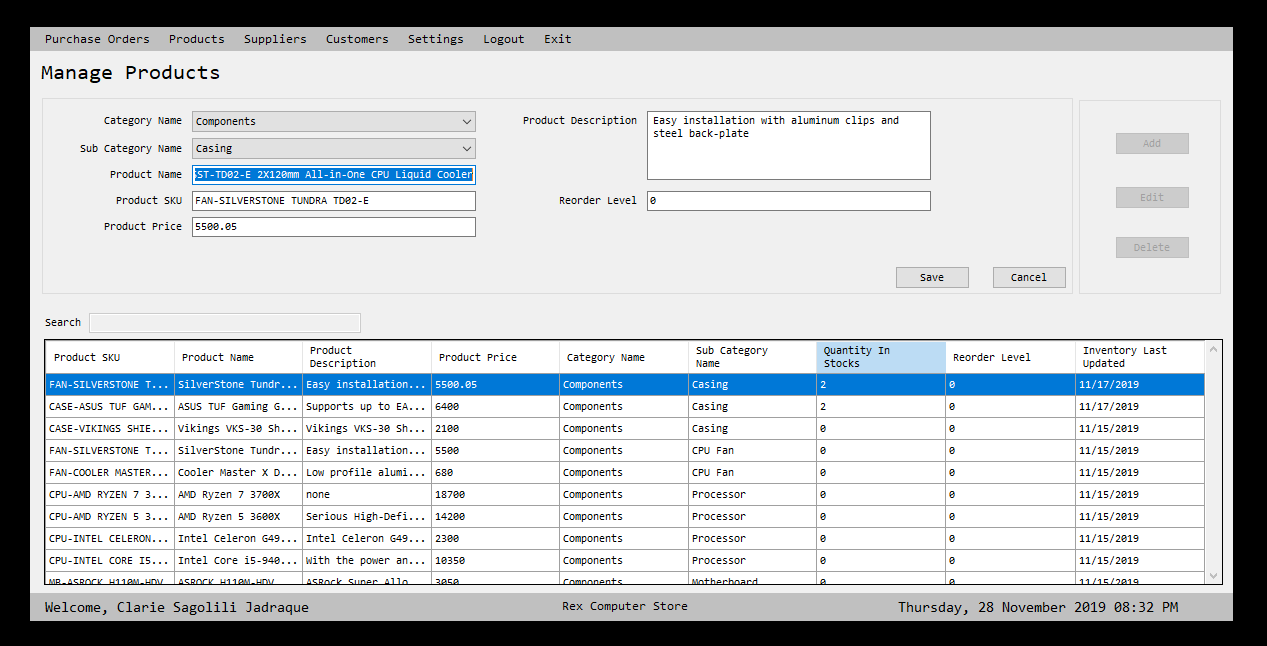 Purchase Orders Products Suppliers Customers Settings Logout Exit
Manage Products
Category Name Components
Sub Category Name Casing
Product Name ST-TD02-E 2X120mm All-in-One CPU Liquid Cooler
Product SKU FAN-SILVERSTONE TUNDRA TD02-E
Product Price 5500.05
Product Description Easy installation with aluminum clips and
steel back-plate
Reorder Level 0
Save Cancel
Add
Edit
Delete
Search
Product SKU Product Name Product Description Product Price Category Name Sub Category Name Quantity In Stocks Reorder Level Inventory Last Updated
FAN-SILVERSTONE T... SilverStone Tundr... Easy installation... 5500.05 Components Casing 2 0 11/17/2019
CASE-ASUS TUF GAM... ASUS TUF Gaming G... Supports up to EA... 6400 Components Casing 2 0 11/17/2019
CASE-VIKINGS SHIE... Vikings VKS-30 Sh... Vikings VKS-30 Sh... 2100 Components Casing 0 0 11/15/2019
FAN-SILVERSTONE T... SilverStone Tundr... Easy installation... 5500 Components CPU Fan 0 0 11/15/2019
FAN-COOLER MASTER... Cooler Master X D... Low profile alumi... 680 Components CPU Fan 0 0 11/15/2019
CPU-AMD RYZEN 7 3... AMD Ryzen 7 3700X none 18700 Components Processor 0 0 11/15/2019
CPU-AMD RYZEN 5 3... AMD Ryzen 5 3600X Serious High-Defi... 14200 Components Processor 0 0 11/15/2019
CPU-INTEL CELERON... Intel Celeron G49... Intel Celeron G49... 2300 Components Processor 0 0 11/15/2019
CPU-INTEL CORE I5... Intel Core i5-940... With the power an... 10350 Components Processor 0 0 11/15/2019
MB-ASROCK H110M-HDV ASROCK H110M-HDV ASRock Super Allo 3050 Components Motherboard 0 0 11/15/2019
Welcome, Clarie Sagolili Jadraque Rex Computer Store Thursday, 28 November 2019 08:32 PM